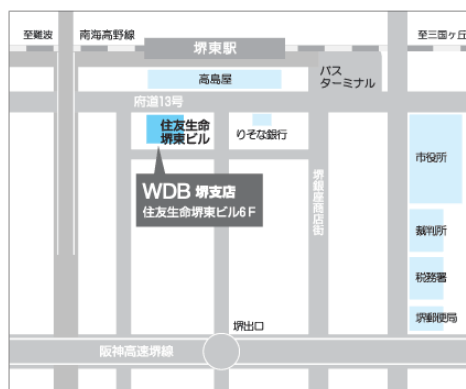 至難波
南海高野線
堺東駅
至三国ヶ丘
高島屋
バス
ターミナル
府道13号
住友生命
堺東ビル
りそな銀行
市役所
WDB 堺支店
住友生命堺東ビル6F
堺銀座商店街
裁判所
税務署
堺郵便局
堺出口
阪神高速堺線